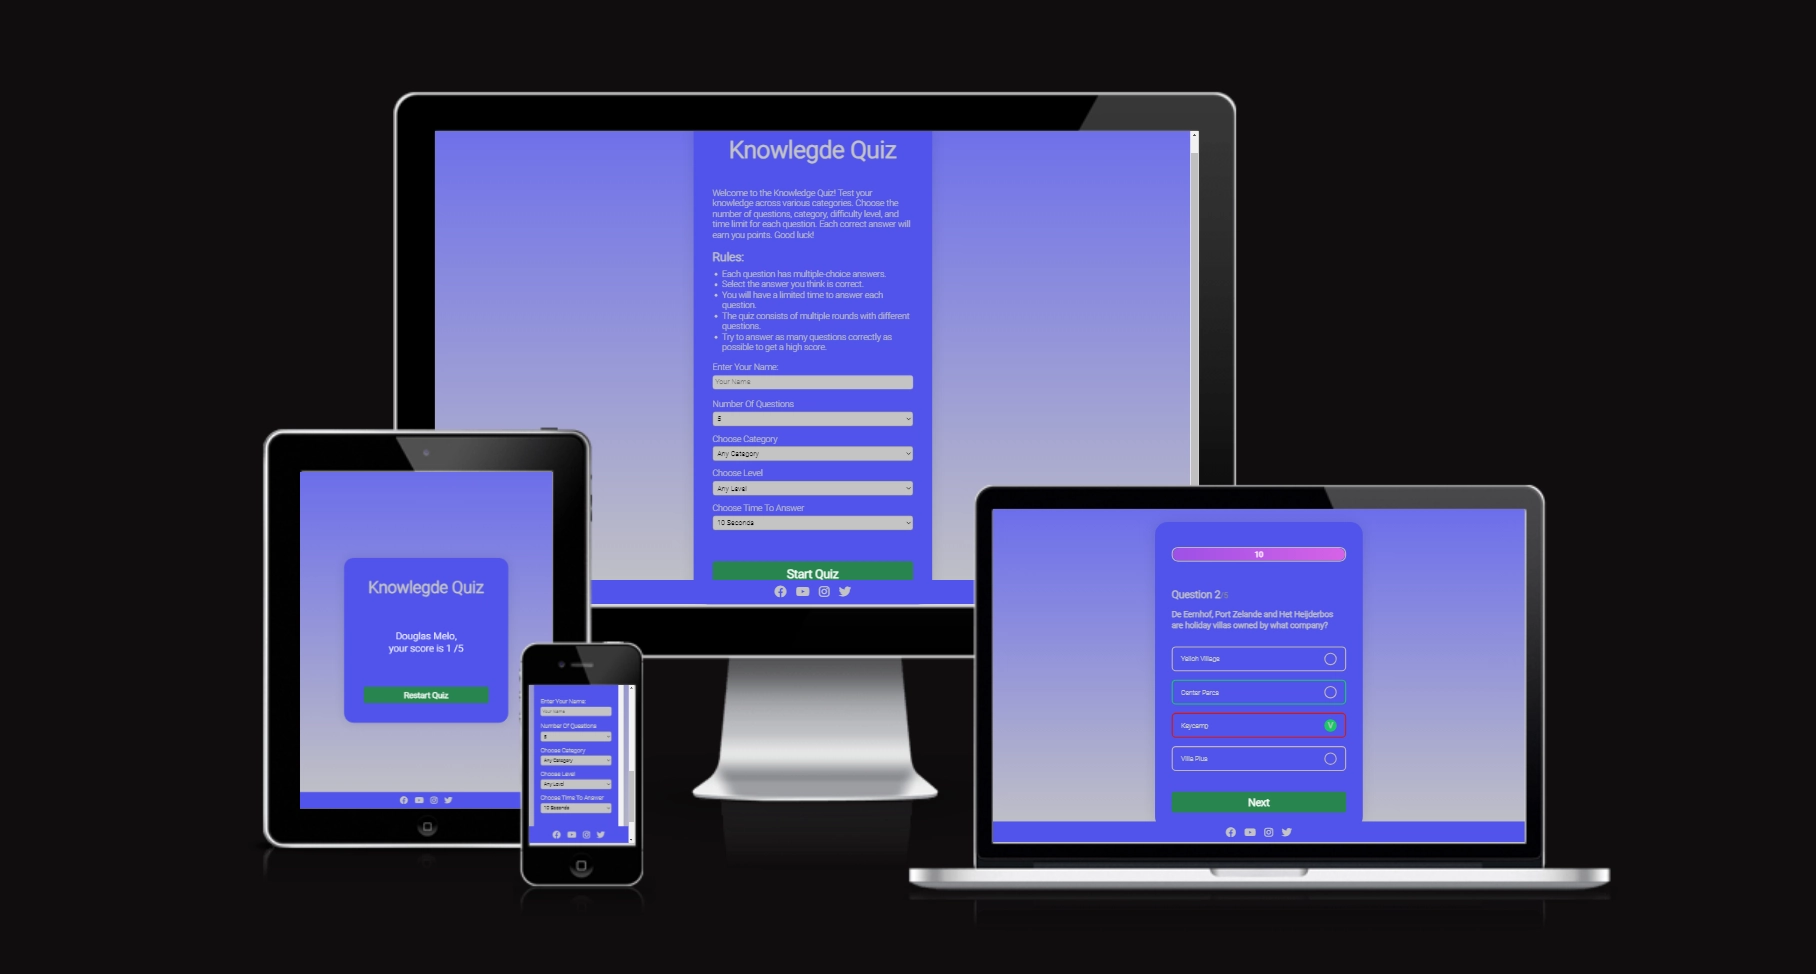 Knowlegde Quiz
Welcome to the Knowledge Quiz! Test your
knowledge across various categories. Choose the
number of questions, category, difficulty level, and
time limit for each question. Each correct answer will
earn you points. Good luck!
Rules:
Each question has multiple-choice answers.
Select the answer you think is correct.
You will have a limited time to answer each
question.
The quiz consists of multiple rounds with different
questions.
Try to answer as many questions correctly as
possible to get a high score.
Enter Your Name:
Your Name
Number Of Questions
5
Choose Category
Any Category
Choose Level
Any Level
Choose Time To Answer
10 Seconds
Start Quiz
Knowlegde Quiz
Douglas Melo,
your score is 1 /5
Restart Quiz
Enter Your Name:
Your Name
Number Of Questions
5
Choose Category
Any Category
Choose Level
Any Level
Choose Time To Answer
10 Seconds
10
Question 2/5
De Eemhof, Port Zelande and Het Heijderbos
are holiday villas owned by what company?
Yelloh Village
Center Parcs
Keycamp
V
Villa Plus
Next